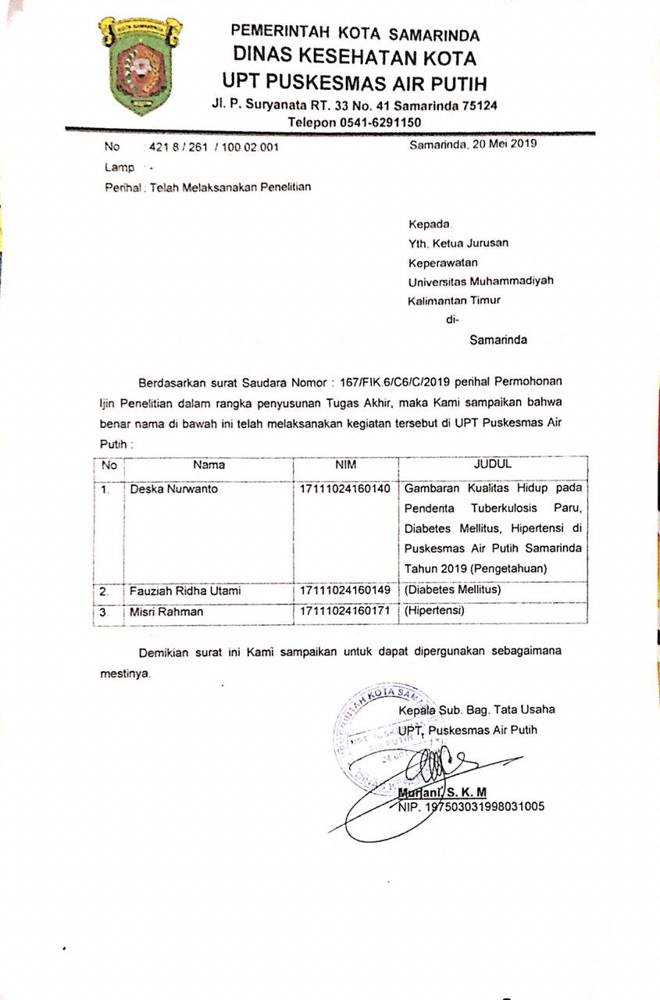 KOTA SAMARINDA
PEMERINTAH KOTA SAMARINDA
DINAS KESEHATAN KOTA
UPT PUSKESMAS AIR PUTIH
Jl. P. Suryanata RT. 33 No. 41 Samarinda 75124
Telepon 0541-6291150
No : 421 8 / 261 / 100 02.001
Samarinda, 20 Mei 2019
Lamp : -
Perihal : Telah Melaksanakan Penelitian
Kepada
Yth. Ketua Jurusan
Keperawatan
Universitas Muhammadiyah
Kalimantan Timur
di-
Samarinda
Berdasarkan surat Saudara Nomor : 167/FIK.6/C6/C/2019 perihal Permohonan
Ijin Penelitian dalam rangka penyusunan Tugas Akhir, maka Kami sampaikan bahwa
benar nama di bawah ini telah melaksanakan kegiatan tersebut di UPT Puskesmas Air
Putih :
No Nama NIM JUDUL
1. Deska Nurwanto 17111024160140 Gambaran Kualitas Hidup pada
Penderita Tuberkulosis Paru,
Diabetes Mellitus, Hipertensi di
Puskesmas Air Putih Samarinda
Tahun 2019 (Pengetahuan)
2. Fauziah Ridha Utami 17111024160149 (Diabetes Mellitus)
3. Misri Rahman 17111024160171 (Hipertensi)
Demikian surat ini Kami sampaikan untuk dapat dipergunakan sebagaimana
mestinya.
Kepala Sub. Bag. Tata Usaha
UPT, Puskesmas Air Putih
Murjani, S. K. M
NIP. 197503031998031005